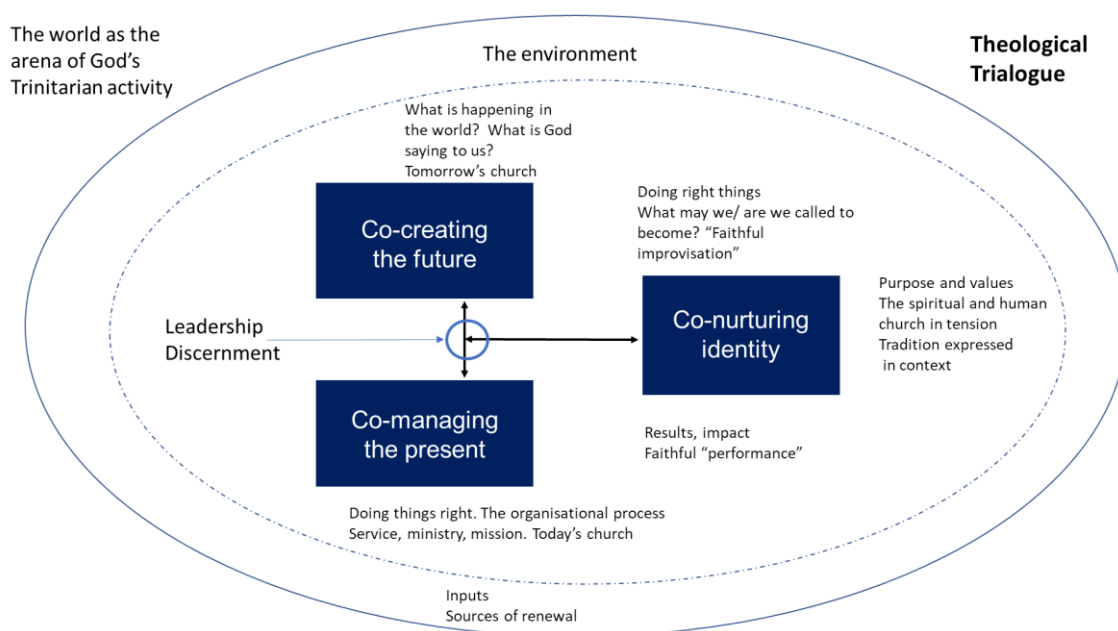 The world as the
arena of God's
Trinitarian activity
The environment
Theological
Trialogue
What is happening in
the world?  What is God
saying to us?
Tomorrow's church
Co-creating
the future
Doing right things
What may we/ are we called to
become? “Faithful
improvisation”
Leadership
Discernment
Co-nurturing
identity
Purpose and values
The spiritual and human
church in tension
Tradition expressed
in context
Co-managing
the present
Results, impact
Faithful “performance”
Doing things right. The organisational process
Service, ministry, mission. Today's church
Inputs
Sources of renewal